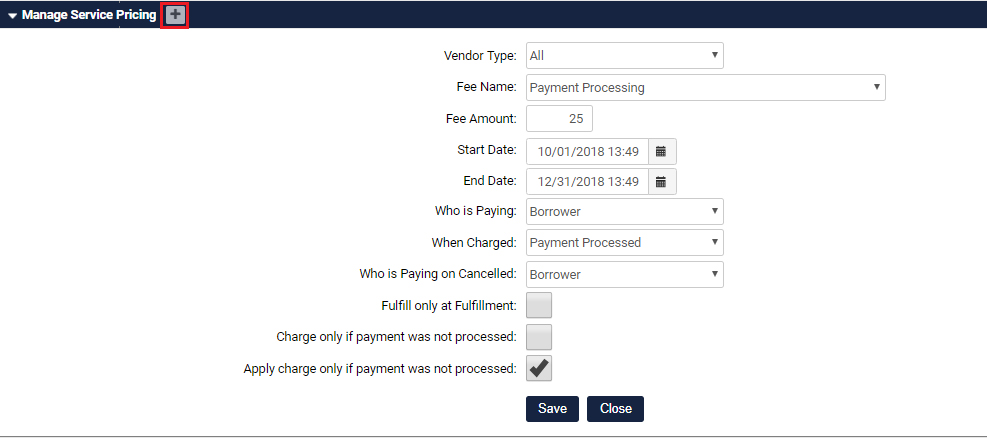 Manage Service Pricing
Vendor Type: All
Fee Name: Payment Processing
Fee Amount: 25
Start Date: 10/01/2018 13:49
End Date: 12/31/2018 13:49
Who is Paying: Borrower
When Charged: Payment Processed
Who is Paying on Cancelled: Borrower
Fulfill only at Fulfillment:
Charge only if payment was not processed:
Apply charge only if payment was not processed:
Save Close